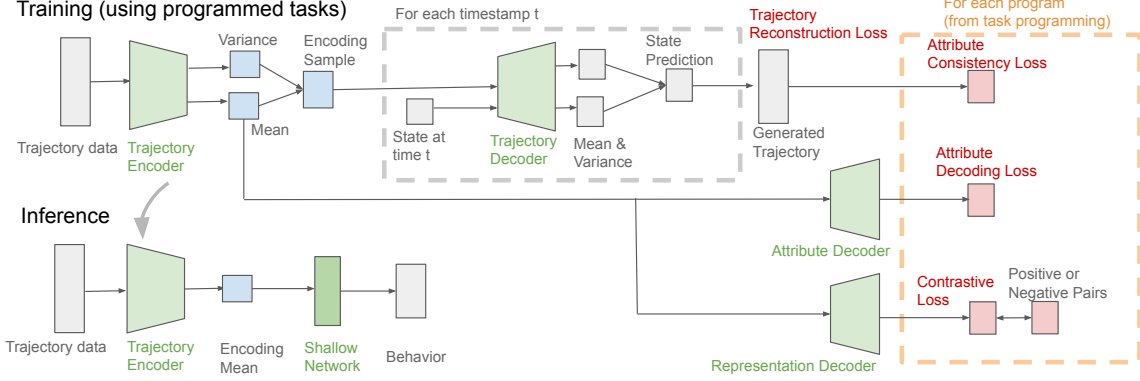 Training (using programmed tasks)
For each timestamp t
Trajectory
Reconstruction Loss
For each program
(from task programming)
Variance
Encoding
Sample
State
Prediction
Attribute
Consistency Loss
Mean
Trajectory data
Trajectory
Encoder
State at
time t
Trajectory
Decoder
Mean &
Variance
Generated
Trajectory
Attribute
Decoding Loss
Attribute Decoder
Inference
Contrastive
Loss
Positive or
Negative Pairs
Representation Decoder
Trajectory data
Trajectory
Encoder
Encoding
Mean
Shallow
Network
Behavior